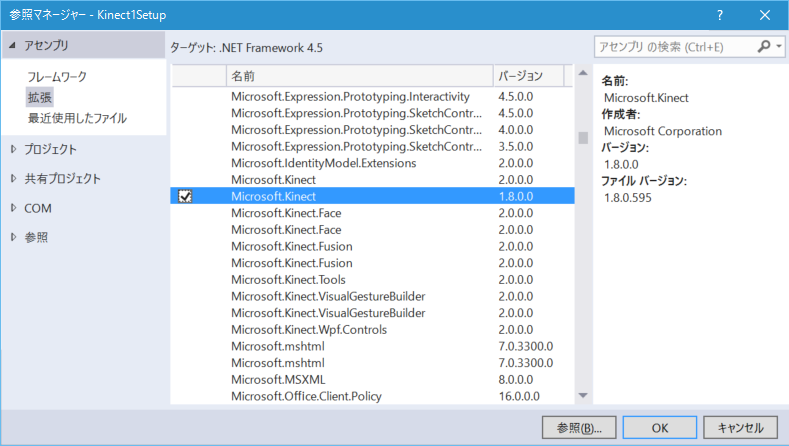 参照マネージャー - Kinect1Setup
アセンブリ
フレームワーク
拡張
最近使用したファイル
プロジェクト
共有プロジェクト
COM
参照
ターゲット: .NET Framework 4.5
名前 バージョン
Microsoft.Expression.Prototyping.Interactivity 4.5.0.0
Microsoft.Expression.Prototyping.SketchContr... 4.5.0.0
Microsoft.Expression.Prototyping.SketchContr... 4.0.0.0
Microsoft.Expression.Prototyping.SketchContr... 3.5.0.0
Microsoft.IdentityModel.Extensions 2.0.0.0
Microsoft.Kinect 2.0.0.0
Microsoft.Kinect 1.8.0.0
Microsoft.Kinect.Face 2.0.0.0
Microsoft.Kinect.Face 2.0.0.0
Microsoft.Kinect.Fusion 2.0.0.0
Microsoft.Kinect.Fusion 2.0.0.0
Microsoft.Kinect.Tools 2.0.0.0
Microsoft.Kinect.VisualGestureBuilder 2.0.0.0
Microsoft.Kinect.VisualGestureBuilder 2.0.0.0
Microsoft.Kinect.Wpf.Controls 2.0.0.0
Microsoft.mshtml 7.0.3300.0
Microsoft.mshtml 7.0.3300.0
Microsoft.MSXML 8.0.0.0
Microsoft.Office.Client.Policy 16.0.0.0
アセンブリ の検索 (Ctrl+E)
名前:
Microsoft.Kinect
作成者:
Microsoft Corporation
バージョン:
1.8.0.0
ファイル バージョン:
1.8.0.595
参照(B)... OK キャンセル